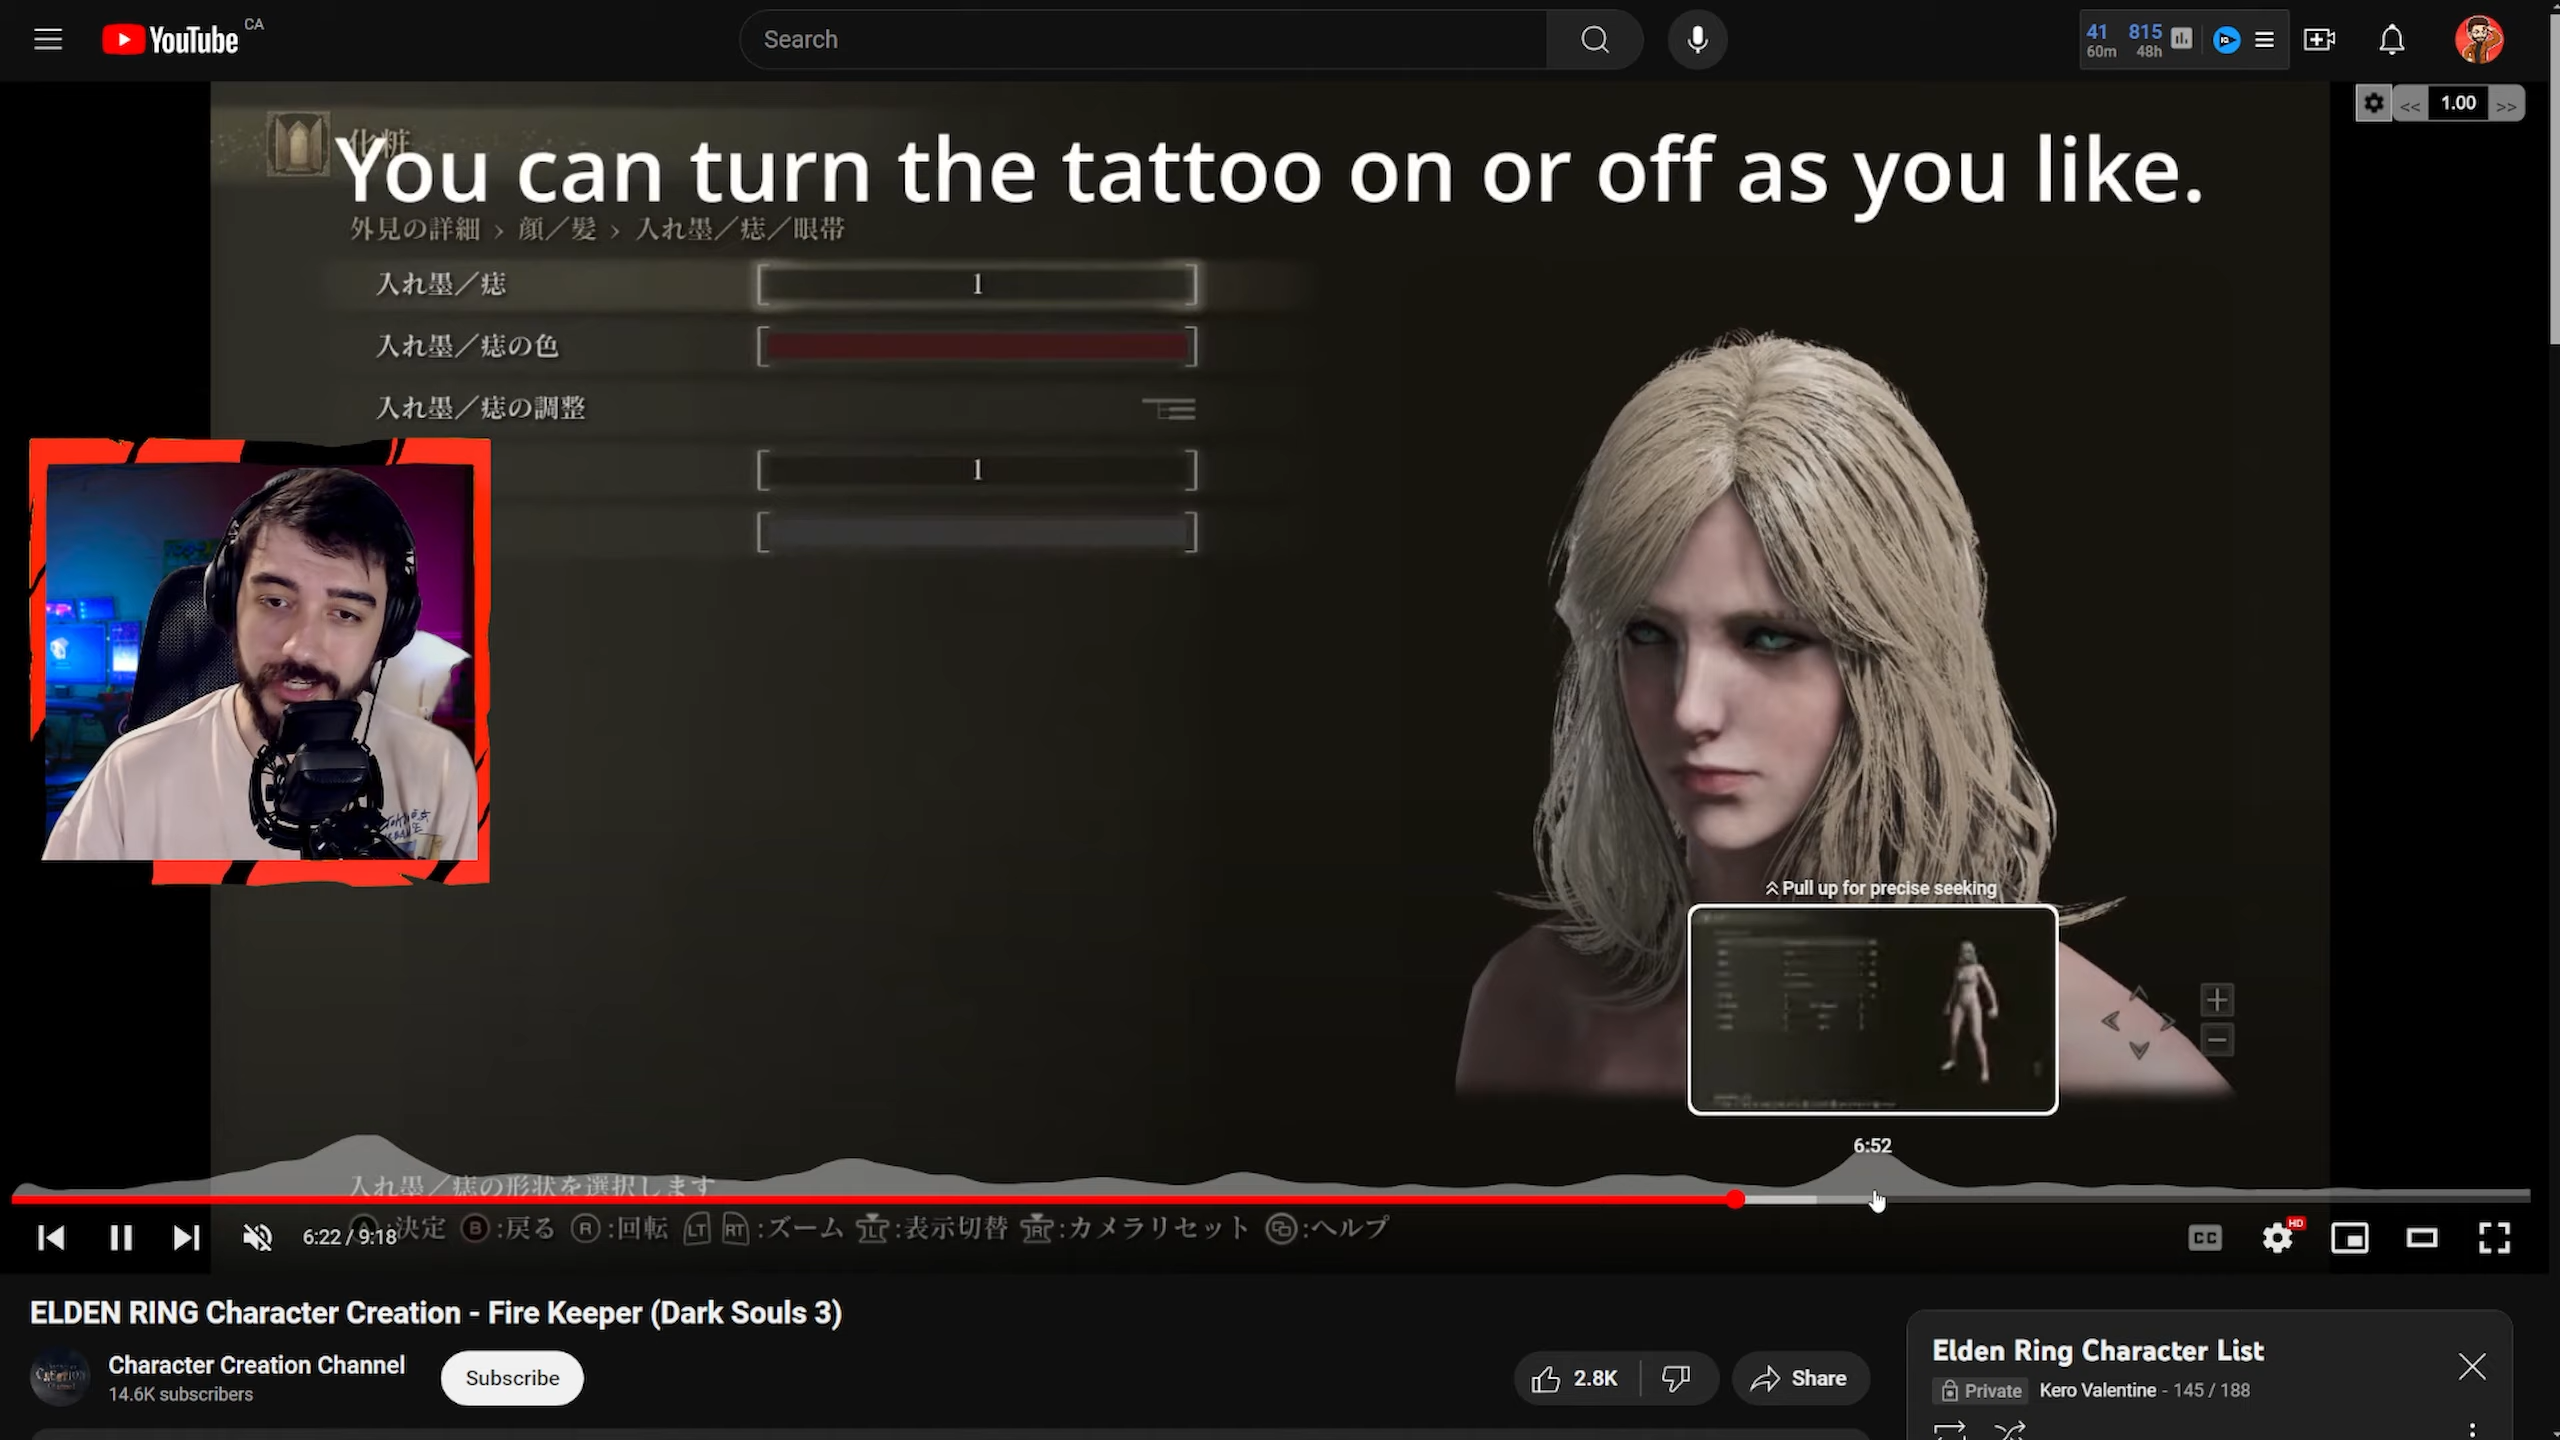 YouTube
CA
Search
41 815
60m 48h
1.00
化粧
You can turn the tattoo on or off as you like.
外見の詳細 › 顔／髪 › 入れ墨／痣／眼帯
入れ墨／痣 1
入れ墨／痣の色
入れ墨／痣の調整
1
Pull up for precise seeking
6:52
入れ墨／痣の形状を選択します
6:22 / 9:18
A :決定 B :戻る R :回転 LT RT :ズーム L :表示切替 R :カメラリセット :ヘルプ
CC
HD
ELDEN RING Character Creation - Fire Keeper (Dark Souls 3)
Character Creation Channel
14.6K subscribers
Subscribe
2.8K
Share
Elden Ring Character List
Private Kero Valentine - 145 / 188